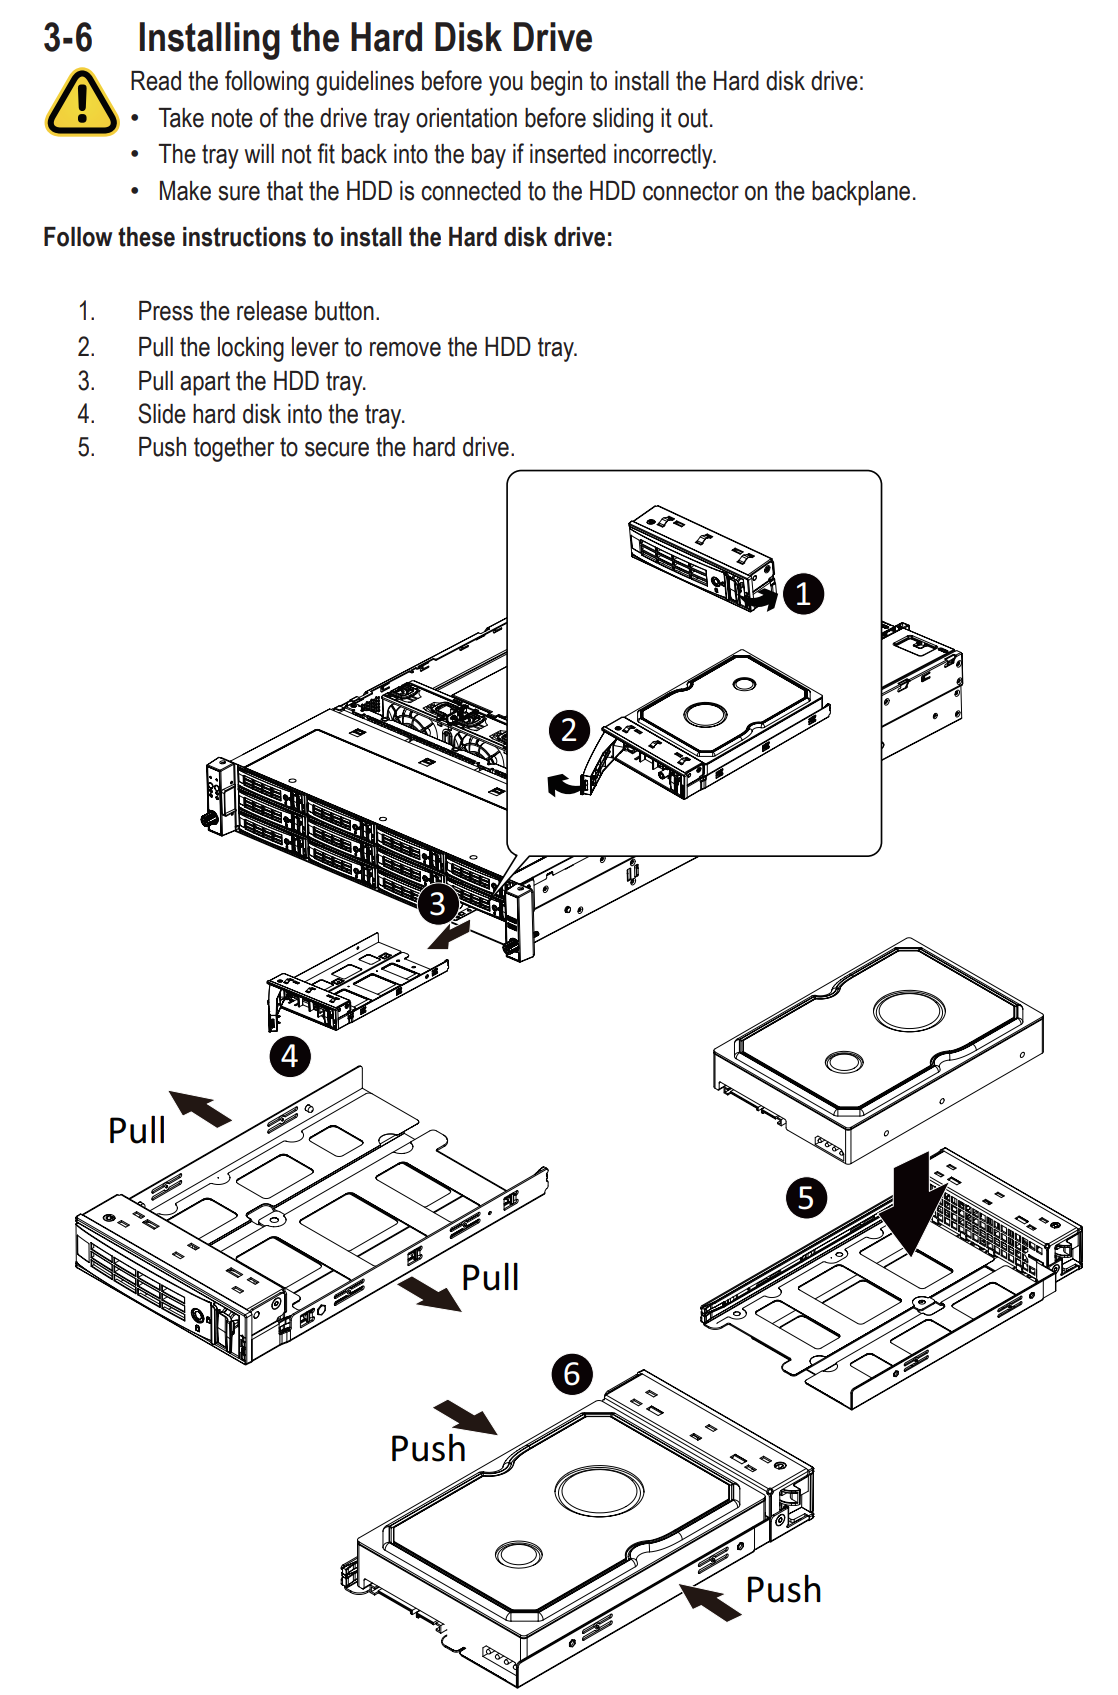 3-6 Installing the Hard Disk Drive
Read the following guidelines before you begin to install the Hard disk drive:
• Take note of the drive tray orientation before sliding it out.
• The tray will not fit back into the bay if inserted incorrectly.
• Make sure that the HDD is connected to the HDD connector on the backplane.
Follow these instructions to install the Hard disk drive:
1. Press the release button.
2. Pull the locking lever to remove the HDD tray.
3. Pull apart the HDD tray.
4. Slide hard disk into the tray.
5. Push together to secure the hard drive.
1
2
3
4
Pull
5
Pull
6
Push
Push